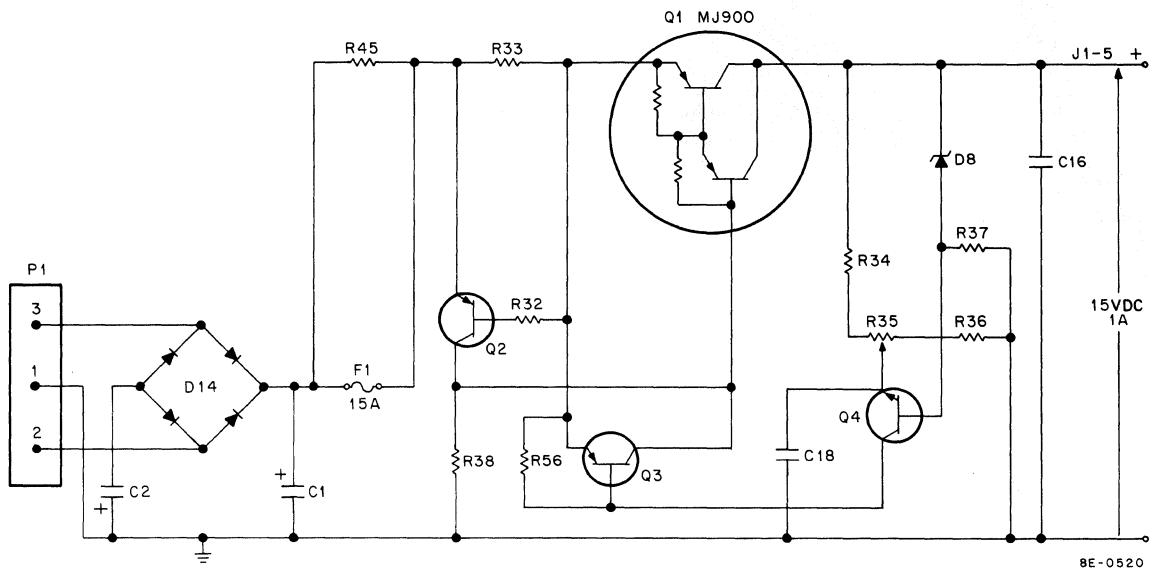 Q1 MJ900
R45
R33
J1-5 +
D8
C16
R37
R34
P1
3
R32
R35
R36
15VDC
1A
Q2
1
D14
F1
15A
Q4
2
R38
R56
Q3
C18
C2
+
+
C1
8E-0520